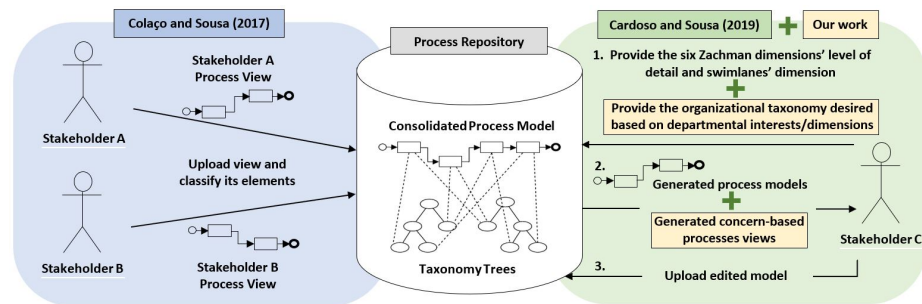 Colaço and Sousa (2017)
Stakeholder A
Process View
Stakeholder A
Upload view and
classify its elements
Stakeholder B
Stakeholder B
Process View
Process Repository
Consolidated Process Model
Taxonomy Trees
Cardoso and Sousa (2019)
Our work
1. Provide the six Zachman dimensions' level of
detail and swimlanes' dimension
Provide the organizational taxonomy desired
based on departmental interests/dimensions
2.
Generated process models
Generated concern-based
processes views
Stakeholder C
3.
Upload edited model